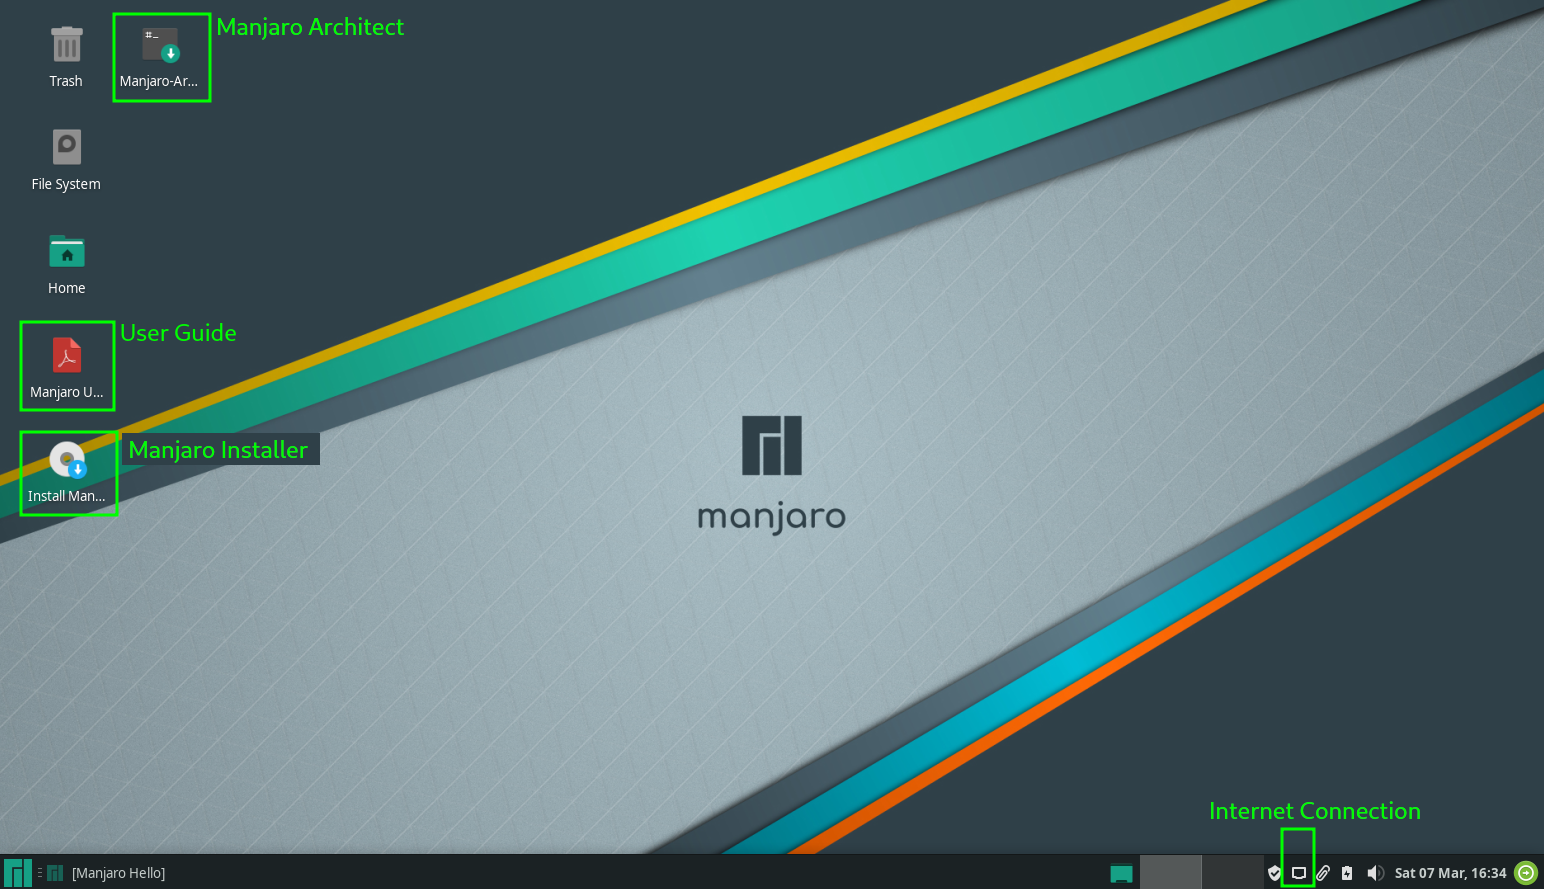 Manjaro Architect
#_
Trash
Manjaro-Ar...
File System
Home
User Guide
Manjaro U...
Manjaro Installer
Install Man...
manjaro
Internet Connection
[Manjaro Hello]
Sat 07 Mar, 16:34